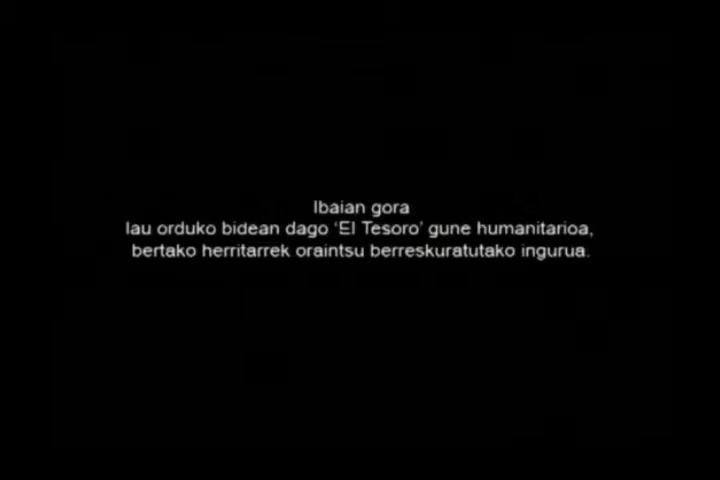 Ibaian gora
lau orduko bidean dago ‘El Tesoro’ gune humanitarioa,
bertako herritarrek oraintsu berreskuratutako ingurua.